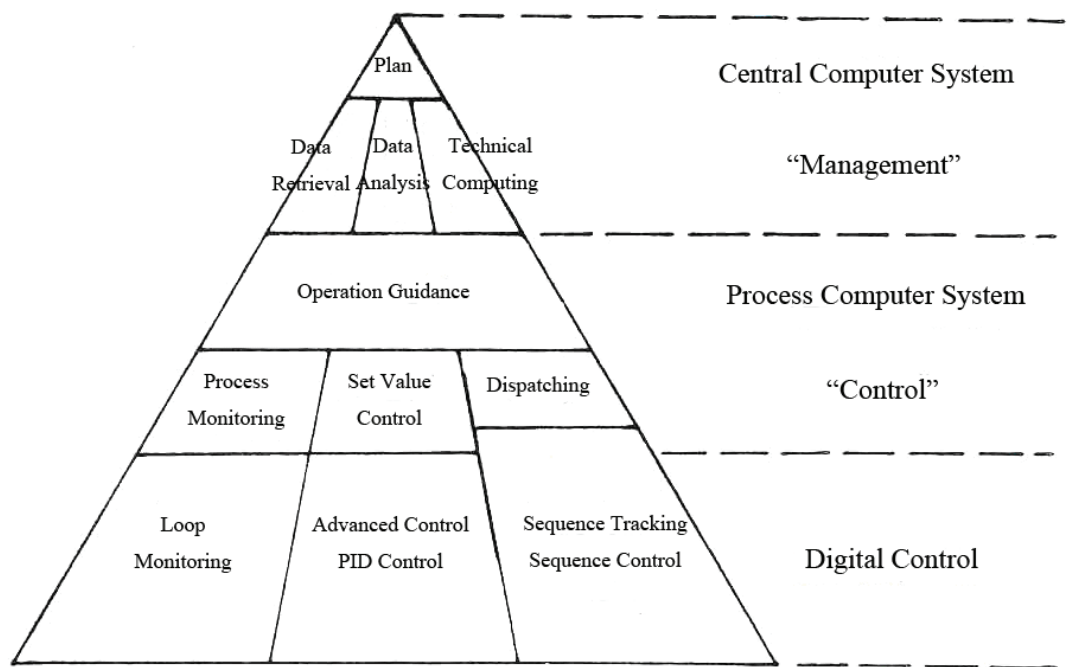 Plan
Central Computer System
Data
Retrieval
Data
Analysis
Technical
Computing
“Management”
Operation Guidance
Process Computer System
Process
Monitoring
Set Value
Control
Dispatching
“Control”
Loop
Monitoring
Advanced Control
PID Control
Sequence Tracking
Sequence Control
Digital Control